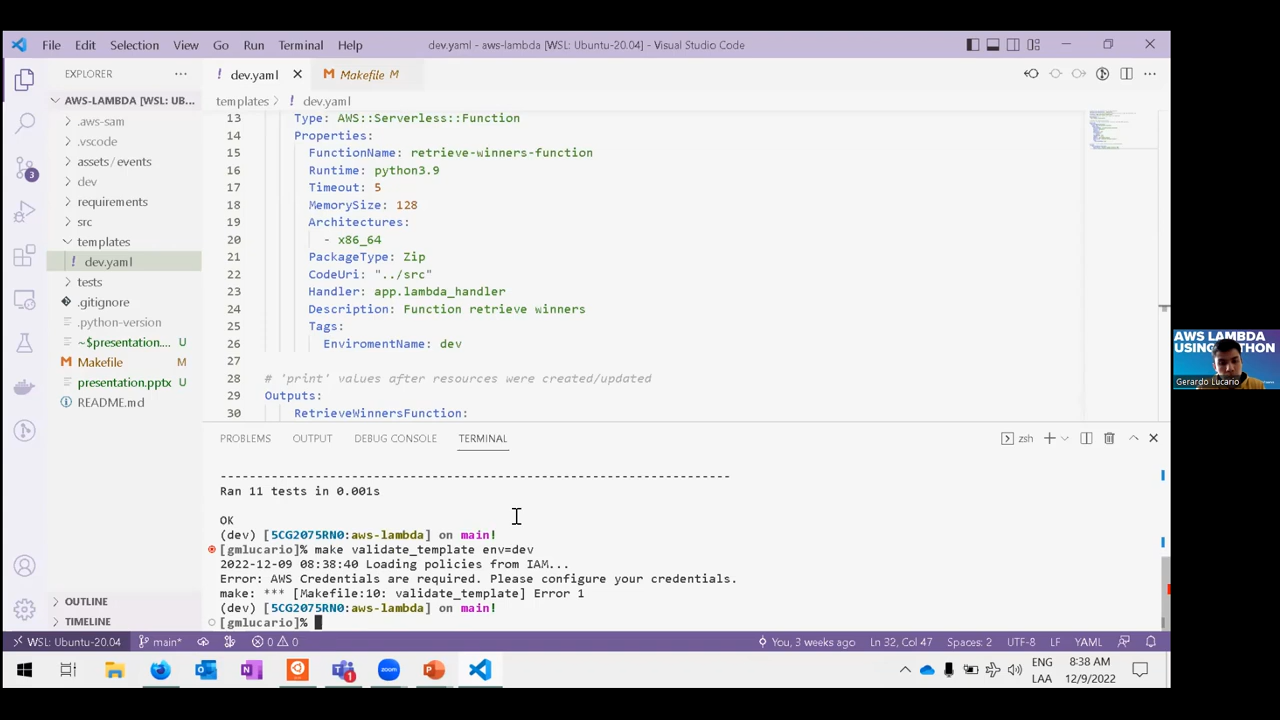 File Edit Selection View Go Run Terminal Help dev.yaml - aws-lambda [WSL: Ubuntu-20.04] - Visual Studio Code
EXPLORER
! dev.yaml
Makefile M
AWS-LAMBDA [WSL: UB...
templates > ! dev.yaml
.aws-sam
.vscode
assets/events
dev
requirements
src
templates
! dev.yaml
tests
.gitignore
.python-version
~$presentation.... U
Makefile M
presentation.pptx U
README.md
OUTLINE
TIMELINE
3
13 Type: AWS::Serverless::Function
14 Properties:
15 FunctionName: retrieve-winners-function
16 Runtime: python3.9
17 Timeout: 5
18 MemorySize: 128
19 Architectures:
20 - x86_64
21 PackageType: Zip
22 CodeUri: "../src"
23 Handler: app.lambda_handler
24 Description: Function retrieve winners
25 Tags:
26 EnviromentName: dev
27
28 # 'print' values after resources were created/updated
29 Outputs:
30 RetrieveWinnersFunction:
PROBLEMS OUTPUT DEBUG CONSOLE TERMINAL
zsh
----------------------------------------------------------------------
Ran 11 tests in 0.001s
OK
(dev) [5CG2075RN0:aws-lambda] on main!
[gmlucario]% make validate_template env=dev
2022-12-09 08:38:40 Loading policies from IAM...
Error: AWS Credentials are required. Please configure your credentials.
make: *** [Makefile:10: validate_template] Error 1
(dev) [5CG2075RN0:aws-lambda] on main!
[gmlucario]%
WSL: Ubuntu-20.04 main* 0 0 You, 3 weeks ago Ln 32, Col 47 Spaces: 2 UTF-8 LF YAML
ENG
LAA
8:38 AM
12/9/2022
1
zoom
AWS LAMBDA
Gerardo Lucario